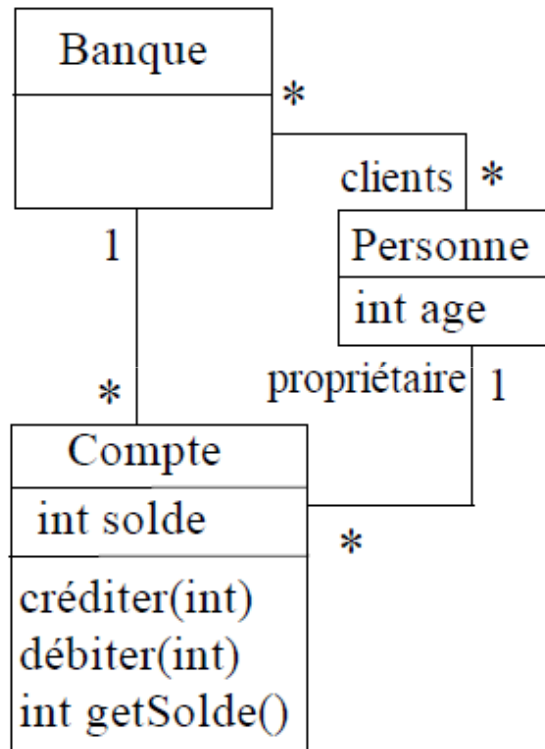 Banque
*
clients *
1
Personne
int age
propriétaire 1
*
Compte
int solde
*
créditer(int)
débiter(int)
int getSolde()